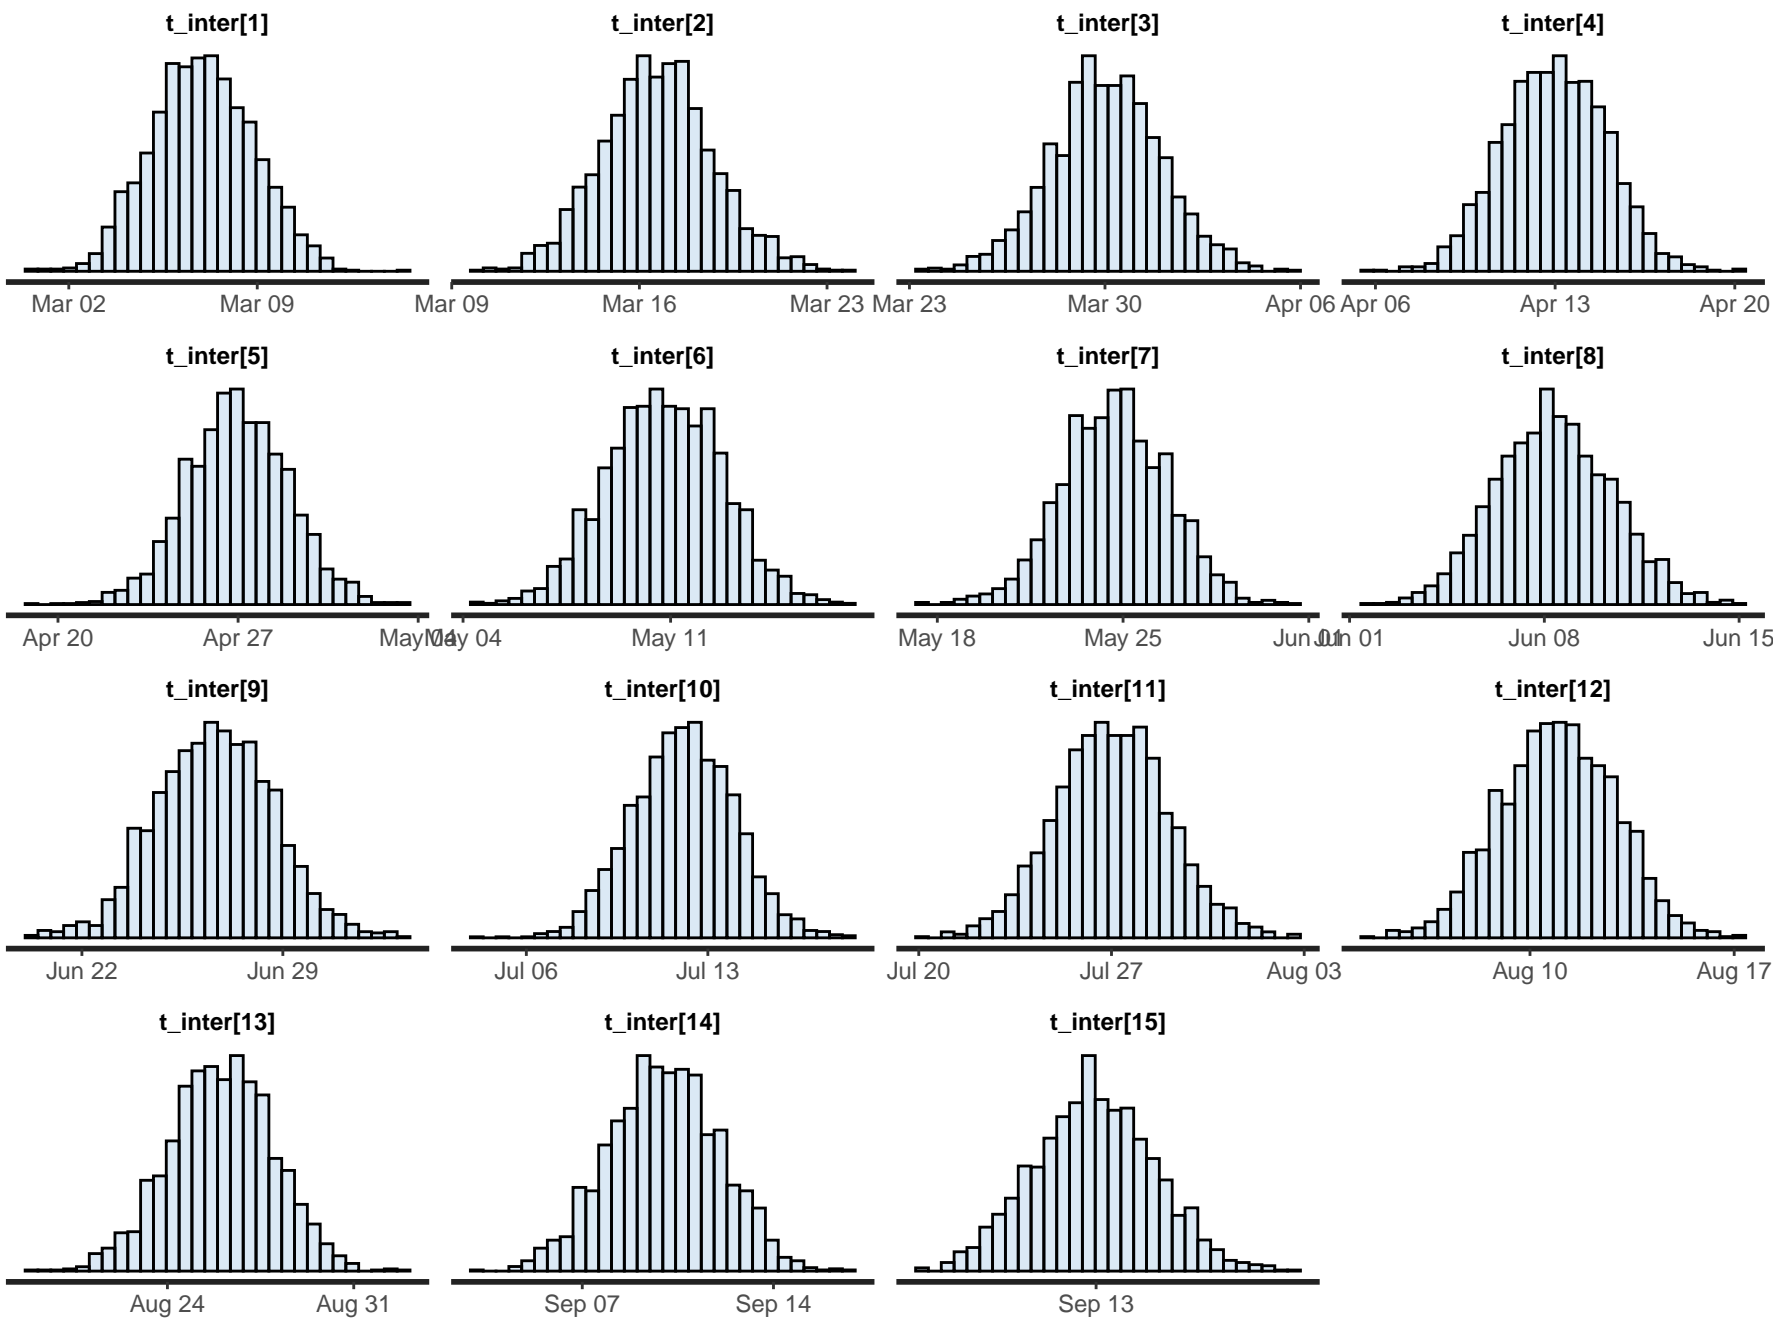 t_inter[1] t_inter[2] t_inter[3] t_inter[4]
Mar 02 Mar 09 Mar 09 Mar 16 Mar 23 Mar 23 Mar 30 Apr 06 Apr 06 Apr 13 Apr 20
t_inter[5] t_inter[6] t_inter[7] t_inter[8]
Apr 20 Apr 27 May 04 May 04 May 11 May 18 May 25 Jun 01 Jun 01 Jun 08 Jun 15
t_inter[9] t_inter[10] t_inter[11] t_inter[12]
Jun 22 Jun 29 Jul 06 Jul 13 Jul 20 Jul 27 Aug 03 Aug 10 Aug 17
t_inter[13] t_inter[14] t_inter[15]
Aug 24 Aug 31 Sep 07 Sep 14 Sep 13